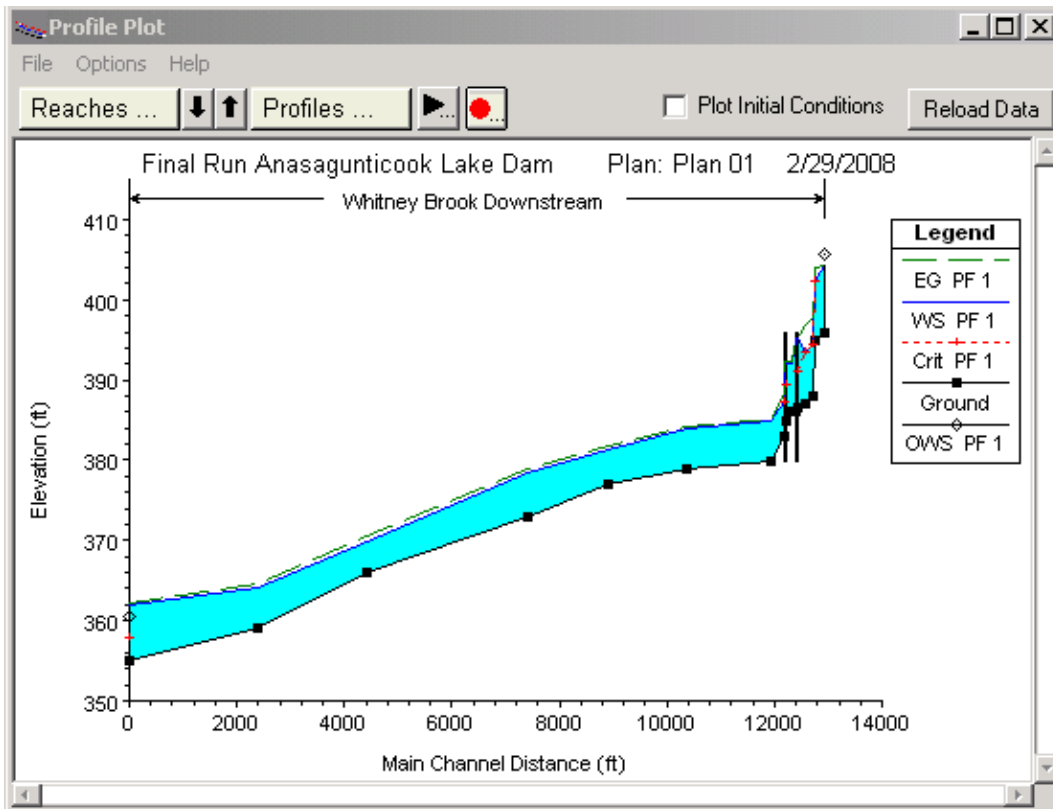 Profile Plot
File Options Help
Reaches ... Profiles ... ... ... Plot Initial Conditions Reload Data
Final Run Anasagunticook Lake Dam Plan: Plan 01 2/29/2008
Whitney Brook Downstream
410
400
390
380
370
360
350
Elevation (ft)
0 2000 4000 6000 8000 10000 12000 14000
Main Channel Distance (ft)
Legend
EG PF 1
WS PF 1
Crit PF 1
Ground
OWS PF 1